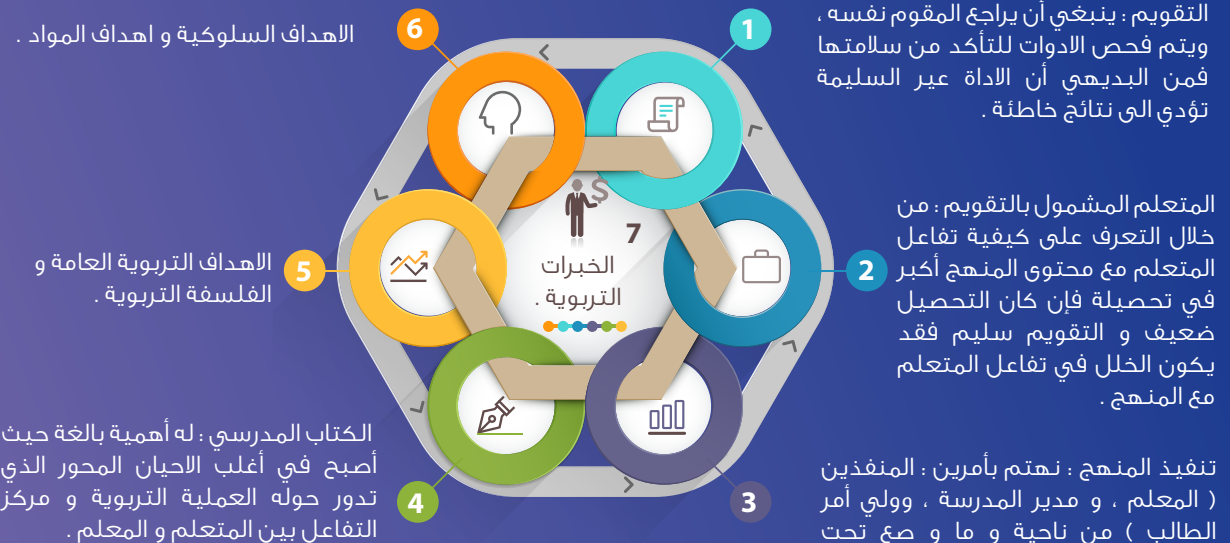 1
التقويم : ينبغي أن يراجع المقوم نفسه ،
ويتم فحص الادوات للتأكد من سلامتها
فمن البديهي أن الاداة عير السليمة
تؤدي الى نتائج خاطئة .
2
المتعلم المشمول بالتقويم : من
خلال التعرف على كيفية تفاعل
المتعلم مع محتوى المنهج أكبر
في تحصيلة فإن كان التحصيل
ضعيف و التقويم سليم فقد
يكون الخلل في تفاعل المتعلم
مع المنهج .
3
تنفيذ المنهج : نهتم بأمرين : المنفذين
( المعلم ، و مدير المدرسة ، وولي أمر
الطالب ) من ناحية و ما و صع تحت
4
الكتاب المدرسي : له أهمية بالغة حيث
أصبح في أغلب الاحيان المحور الذي
تدور حوله العملية التربوية و مركز
التفاعل بين المتعلم و المعلم .
5
الاهداف التربوية العامة و
الفلسفة التربوية .
6
الاهداف السلوكية و اهداف المواد .
$
7
الخبرات
التربوية .